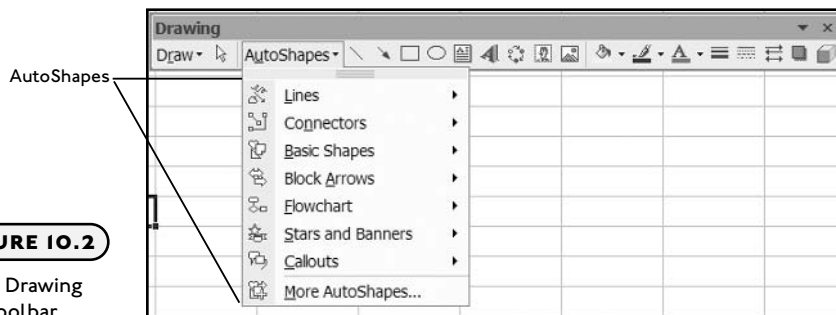 Drawing
Draw AutoShapes
AutoShapes
Lines
Connectors
Basic Shapes
Block Arrows
Flowchart
Stars and Banners
Callouts
More AutoShapes...
URE 10.2
Drawing
oolbar